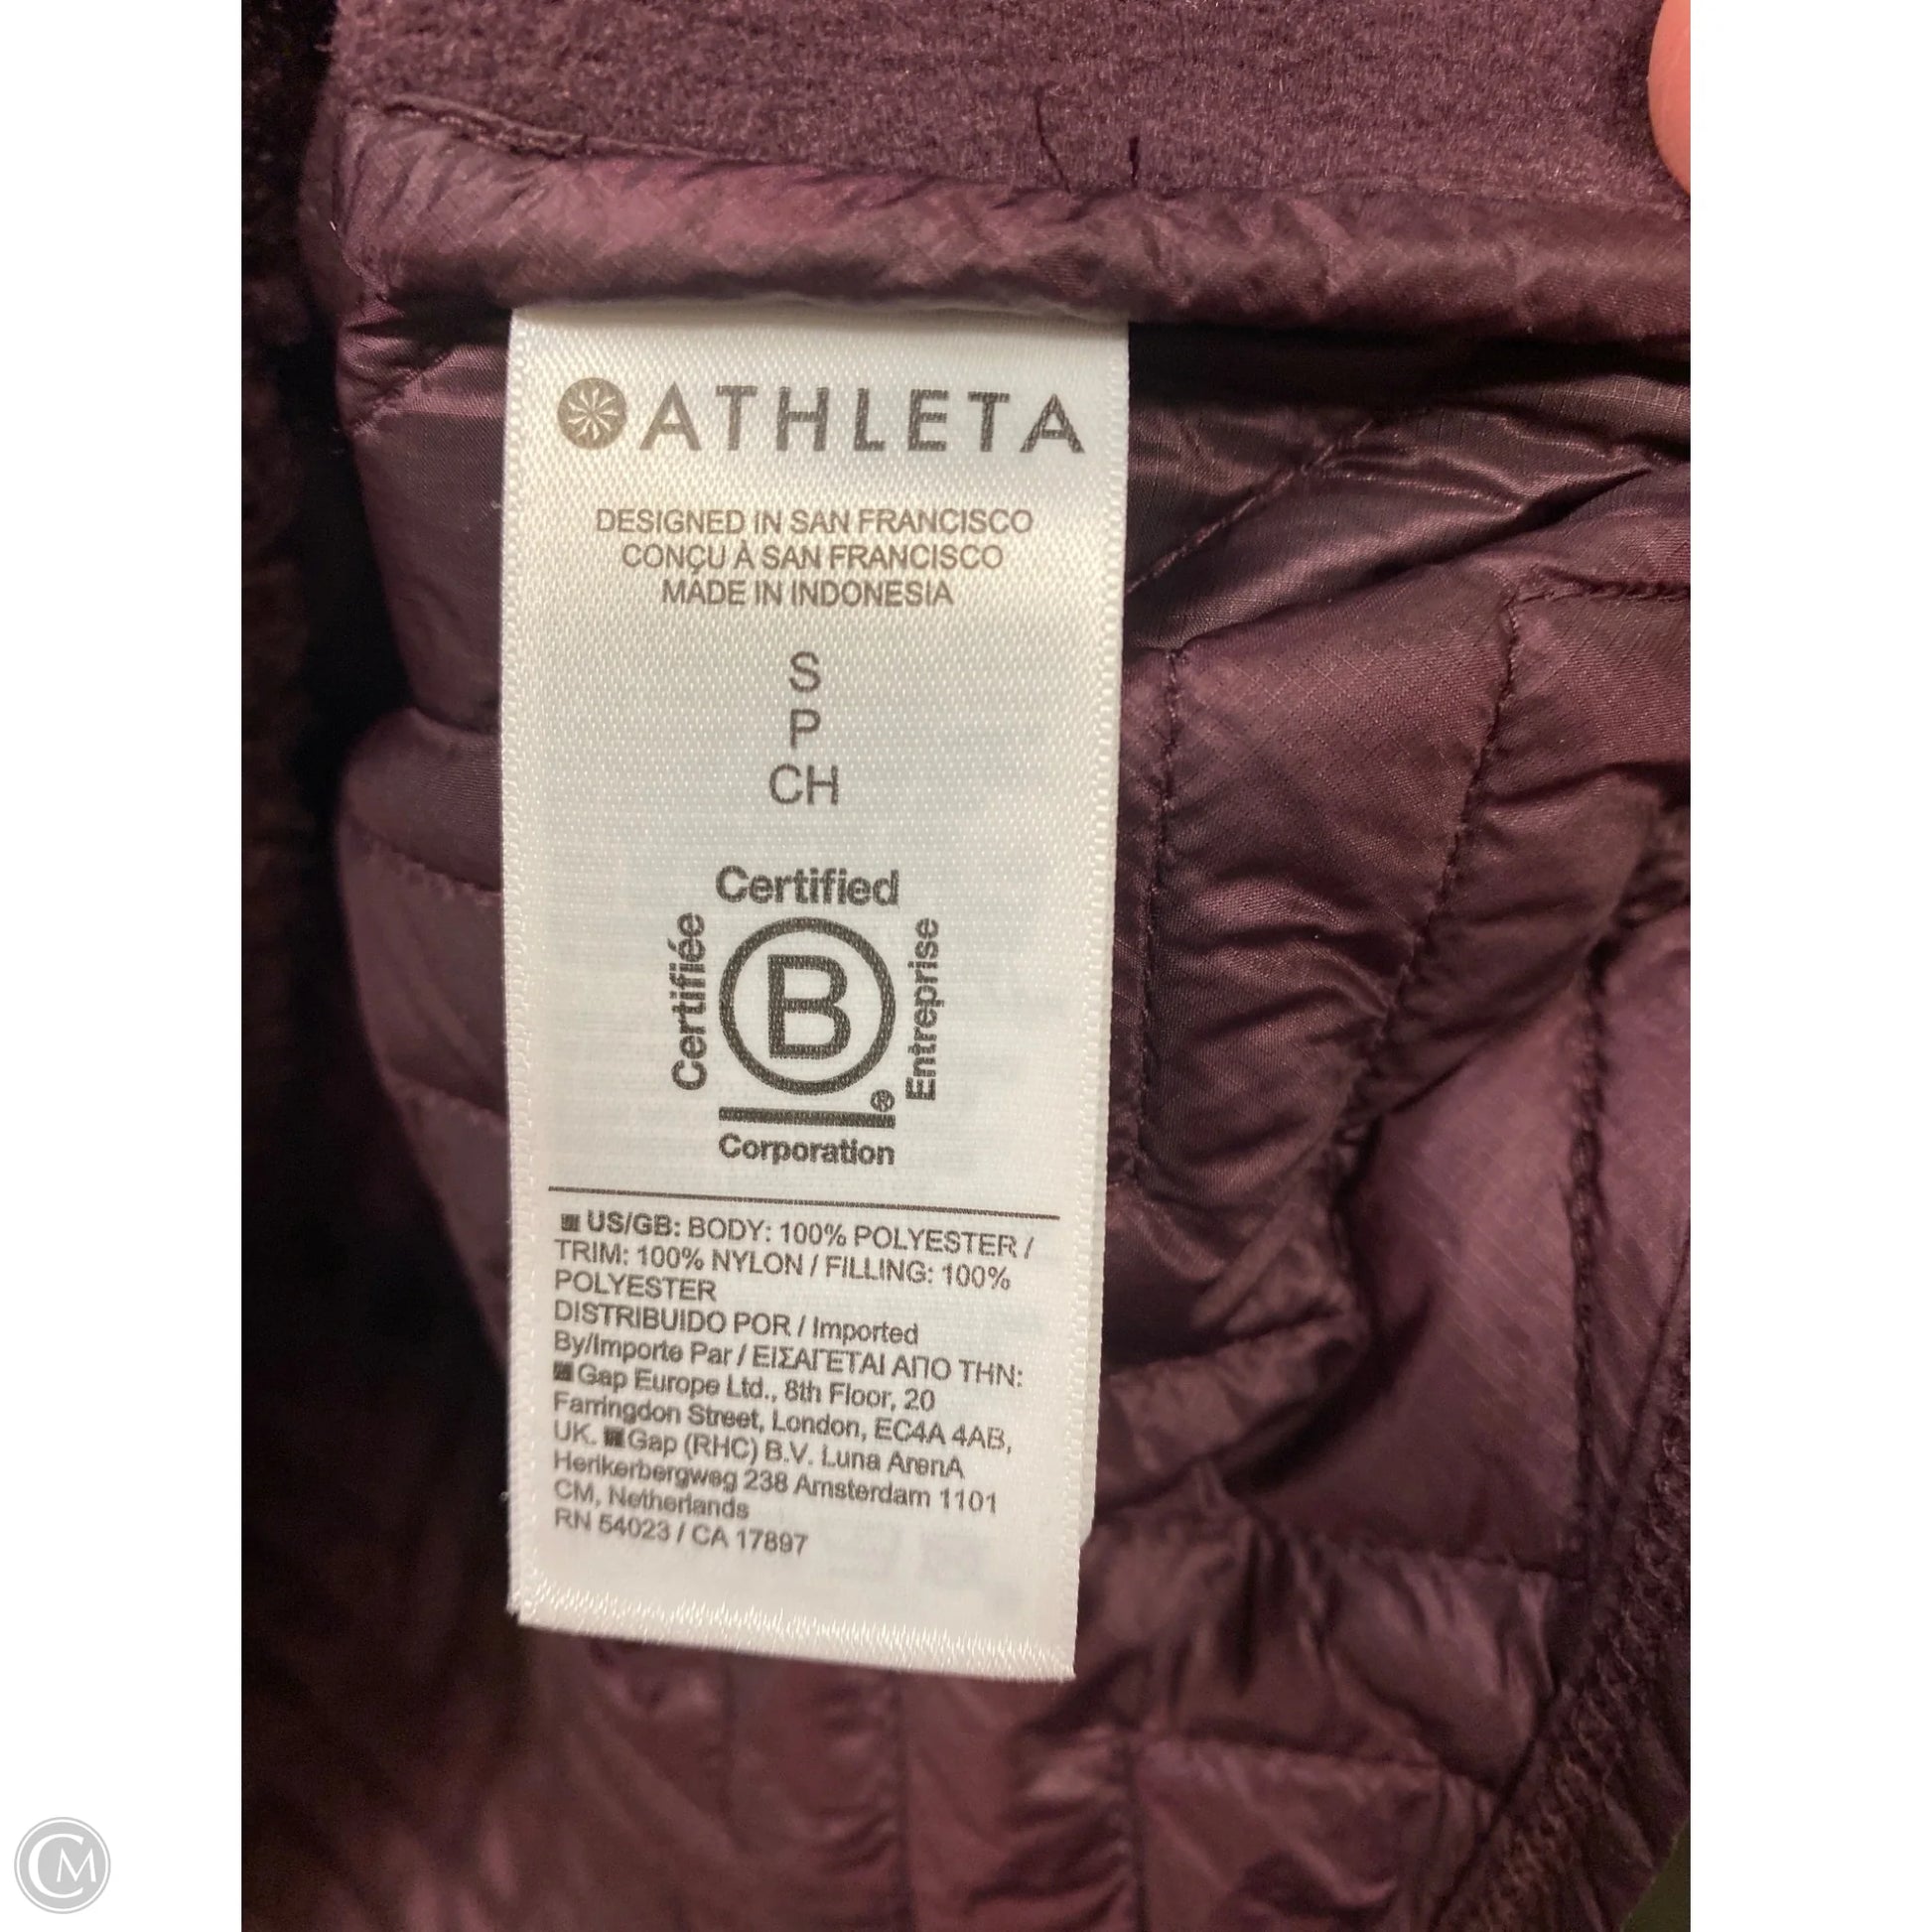 ATHLETA
DESIGNED IN SAN FRANCISCO
CONÇU À SAN FRANCISCO
MADE IN INDONESIA
S
P
CH
Certified
Certifiée
B
®
Entreprise
Corporation
US/GB: BODY: 100% POLYESTER /
TRIM: 100% NYLON / FILLING: 100%
POLYESTER
DISTRIBUIDO POR / Imported
By/Importe Par / ΕΙΣΑΓΕΤΑΙ ΑΠΟ ΤΗΝ:
Gap Europe Ltd., 8th Floor, 20
Farringdon Street, London, EC4A 4AB,
UK. Gap (RHC) B.V. Luna ArenA
Herikerbergweg 238 Amsterdam 1101
CM, Netherlands
RN 54023 / CA 17897
CM